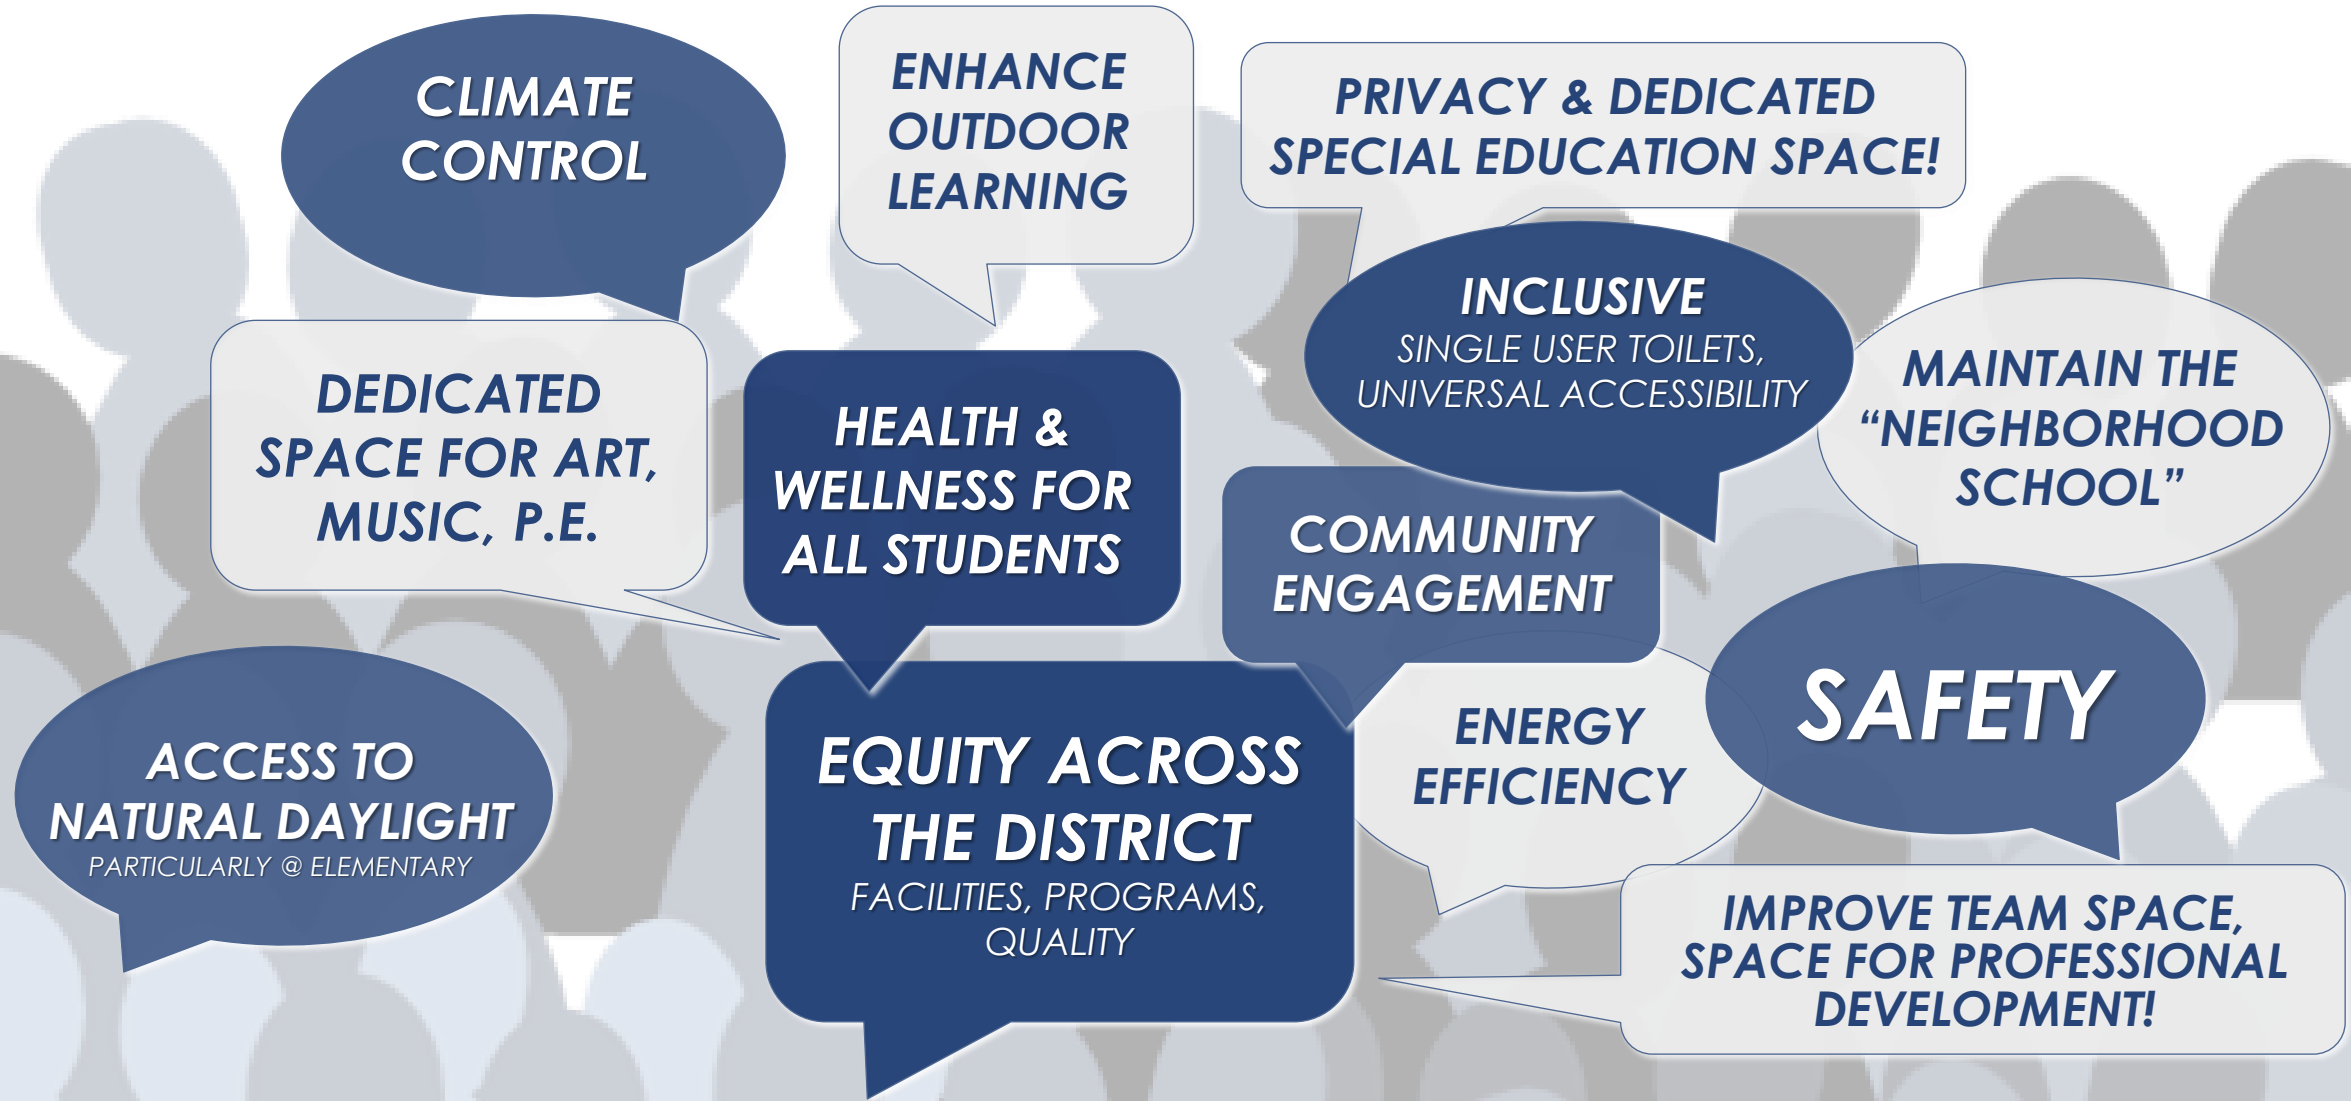 CLIMATE
CONTROL
ENHANCE
OUTDOOR
LEARNING
PRIVACY & DEDICATED
SPECIAL EDUCATION SPACE!
INCLUSIVE
SINGLE USER TOILETS,
UNIVERSAL ACCESSIBILITY
MAINTAIN THE
“NEIGHBORHOOD
SCHOOL”
DEDICATED
SPACE FOR ART,
MUSIC, P.E.
HEALTH &
WELLNESS FOR
ALL STUDENTS
COMMUNITY
ENGAGEMENT
SAFETY
ACCESS TO
NATURAL DAYLIGHT
PARTICULARLY @ ELEMENTARY
EQUITY ACROSS
THE DISTRICT
FACILITIES, PROGRAMS,
QUALITY
ENERGY
EFFICIENCY
IMPROVE TEAM SPACE,
SPACE FOR PROFESSIONAL
DEVELOPMENT!